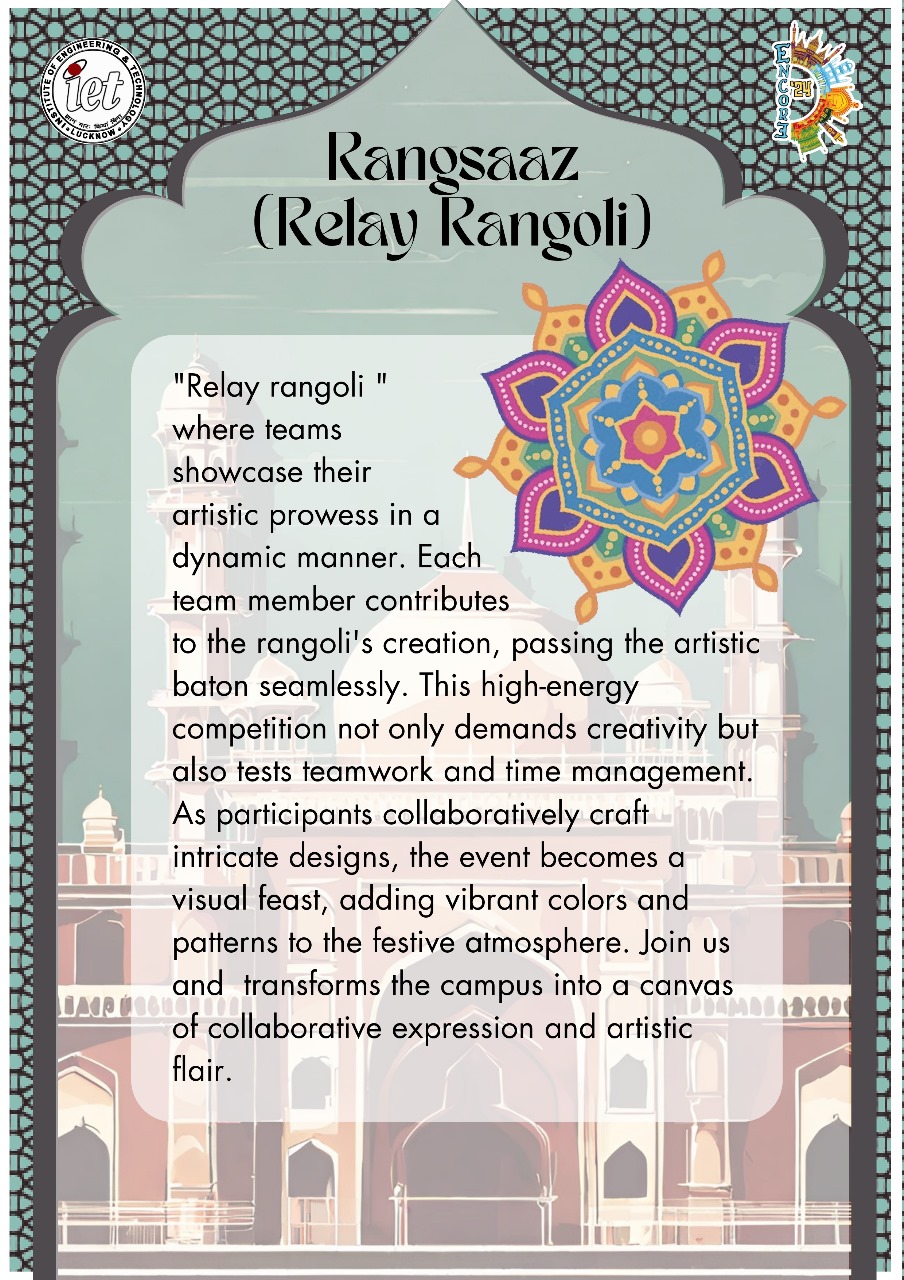 INSTITUTE OF ENGINEERING & TECHNOLOGY
iet
• LUCKNOW •
ENCORE
'24
Rangsaaz
(Relay Rangoli)
"Relay rangoli "
where teams
showcase their
artistic prowess in a
dynamic manner. Each
team member contributes
to the rangoli's creation, passing the artistic
baton seamlessly. This high-energy
competition not only demands creativity but
also tests teamwork and time management.
As participants collaboratively craft
intricate designs, the event becomes a
visual feast, adding vibrant colors and
patterns to the festive atmosphere. Join us
and  transforms the campus into a canvas
of collaborative expression and artistic
flair.